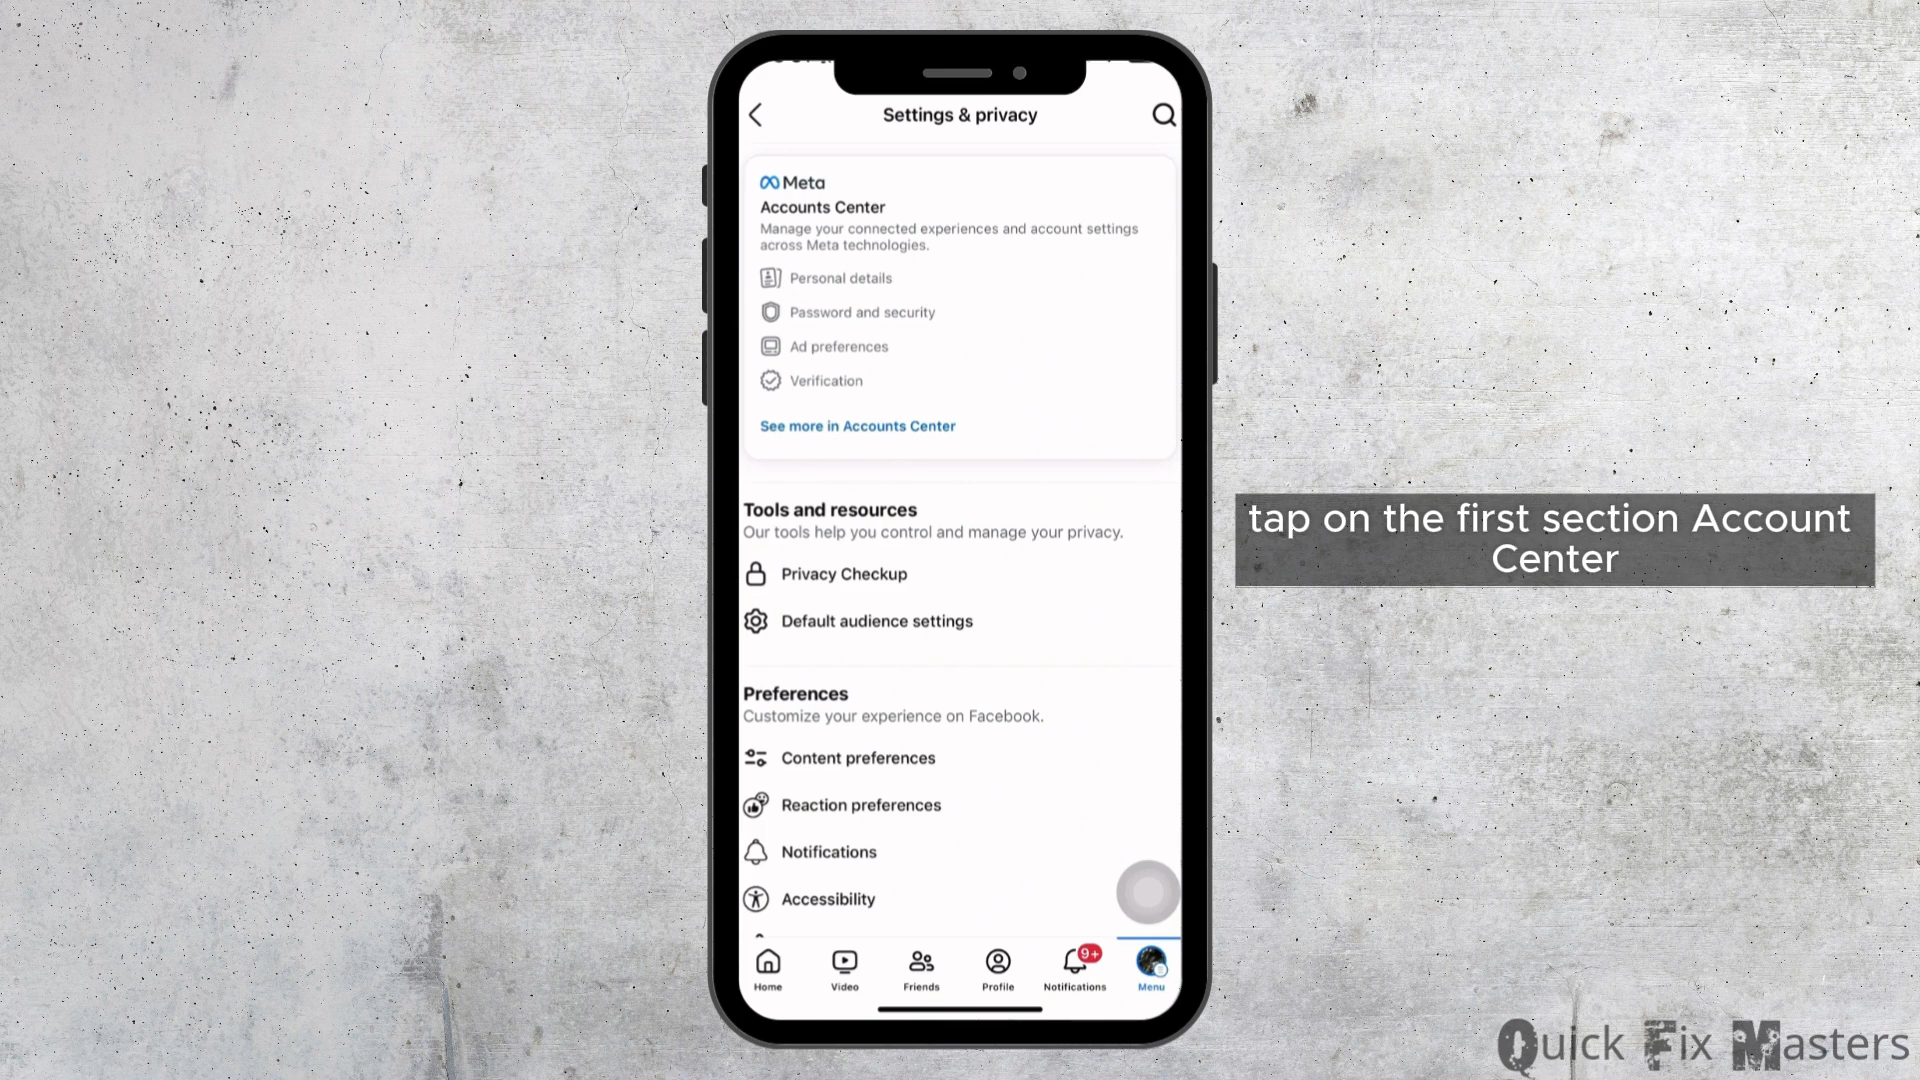 Settings & privacy
Meta
Accounts Center
Manage your connected experiences and account settings
across Meta technologies.
Personal details
Password and security
Ad preferences
Verification
See more in Accounts Center
Tools and resources
Our tools help you control and manage your privacy.
Privacy Checkup
Default audience settings
Preferences
Customize your experience on Facebook.
Content preferences
Reaction preferences
Notifications
Accessibility
9+
Home Video Friends Profile Notifications Menu
tap on the first section Account
Center
Quick Fix Masters